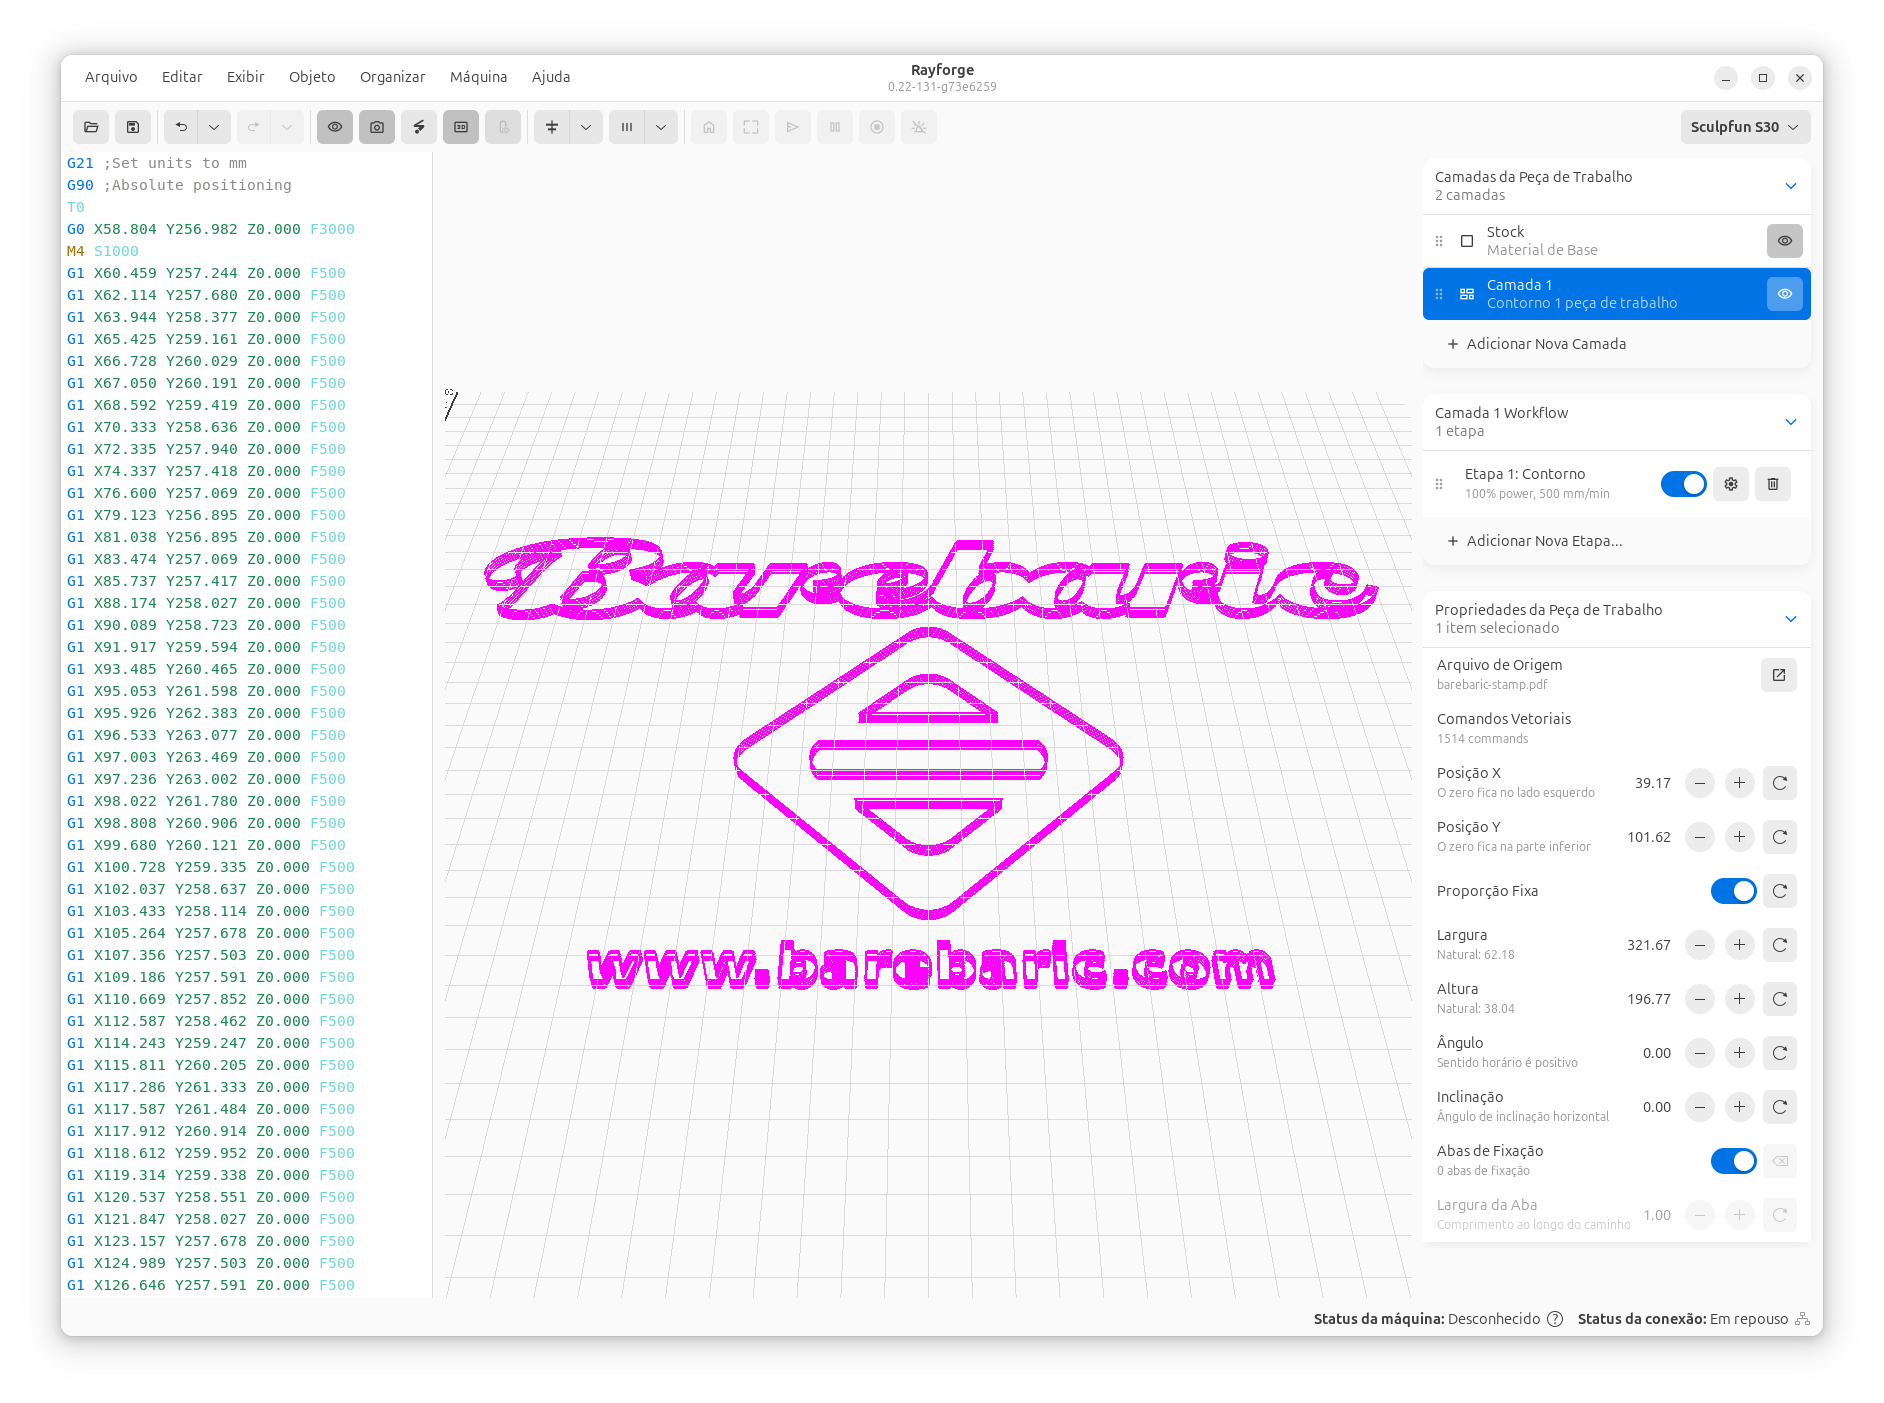 Arquivo Editar Exibir Objeto Organizar Máquina Ajuda
Rayforge
0.22-131-g73e6259
Sculpfun S30
G21 ;Set units to mm
G90 ;Absolute positioning
T0
G0 X58.804 Y256.982 Z0.000 F3000
M4 S1000
G1 X60.459 Y257.244 Z0.000 F500
G1 X62.114 Y257.680 Z0.000 F500
G1 X63.944 Y258.377 Z0.000 F500
G1 X65.425 Y259.161 Z0.000 F500
G1 X66.728 Y260.029 Z0.000 F500
G1 X67.050 Y260.191 Z0.000 F500
G1 X68.592 Y259.419 Z0.000 F500
G1 X70.333 Y258.636 Z0.000 F500
G1 X72.335 Y257.940 Z0.000 F500
G1 X74.337 Y257.418 Z0.000 F500
G1 X76.600 Y257.069 Z0.000 F500
G1 X79.123 Y256.895 Z0.000 F500
G1 X81.038 Y256.895 Z0.000 F500
G1 X83.474 Y257.069 Z0.000 F500
G1 X85.737 Y257.417 Z0.000 F500
G1 X88.174 Y258.027 Z0.000 F500
G1 X90.089 Y258.723 Z0.000 F500
G1 X91.917 Y259.594 Z0.000 F500
G1 X93.485 Y260.465 Z0.000 F500
G1 X95.053 Y261.598 Z0.000 F500
G1 X95.926 Y262.383 Z0.000 F500
G1 X96.533 Y263.077 Z0.000 F500
G1 X97.003 Y263.469 Z0.000 F500
G1 X97.236 Y263.002 Z0.000 F500
G1 X98.022 Y261.780 Z0.000 F500
G1 X98.808 Y260.906 Z0.000 F500
G1 X99.680 Y260.121 Z0.000 F500
G1 X100.728 Y259.335 Z0.000 F500
G1 X102.037 Y258.637 Z0.000 F500
G1 X103.433 Y258.114 Z0.000 F500
G1 X105.264 Y257.678 Z0.000 F500
G1 X107.356 Y257.503 Z0.000 F500
G1 X109.186 Y257.591 Z0.000 F500
G1 X110.669 Y257.852 Z0.000 F500
G1 X112.587 Y258.462 Z0.000 F500
G1 X114.243 Y259.247 Z0.000 F500
G1 X115.811 Y260.205 Z0.000 F500
G1 X117.286 Y261.333 Z0.000 F500
G1 X117.587 Y261.484 Z0.000 F500
G1 X117.912 Y260.914 Z0.000 F500
G1 X118.612 Y259.952 Z0.000 F500
G1 X119.314 Y259.338 Z0.000 F500
G1 X120.537 Y258.551 Z0.000 F500
G1 X121.847 Y258.027 Z0.000 F500
G1 X123.157 Y257.678 Z0.000 F500
G1 X124.989 Y257.503 Z0.000 F500
G1 X126.646 Y257.591 Z0.000 F500
Barebaric
www.barebaric.com
Camadas da Peça de Trabalho
2 camadas
Stock
Material de Base
Camada 1
Contorno 1 peça de trabalho
+ Adicionar Nova Camada
Camada 1 Workflow
1 etapa
Etapa 1: Contorno
100% power, 500 mm/min
+ Adicionar Nova Etapa...
Propriedades da Peça de Trabalho
1 item selecionado
Arquivo de Origem
barebaric-stamp.pdf
Comandos Vetoriais
1514 commands
Posição X 39.17
O zero fica no lado esquerdo
Posição Y 101.62
O zero fica na parte inferior
Proporção Fixa
Largura 321.67
Natural: 62.18
Altura 196.77
Natural: 38.04
Ângulo 0.00
Sentido horário é positivo
Inclinação 0.00
Ângulo de inclinação horizontal
Abas de Fixação
0 abas de fixação
Largura da Aba 1.00
Comprimento ao longo do caminho
Status da máquina: Desconhecido Status da conexão: Em repouso